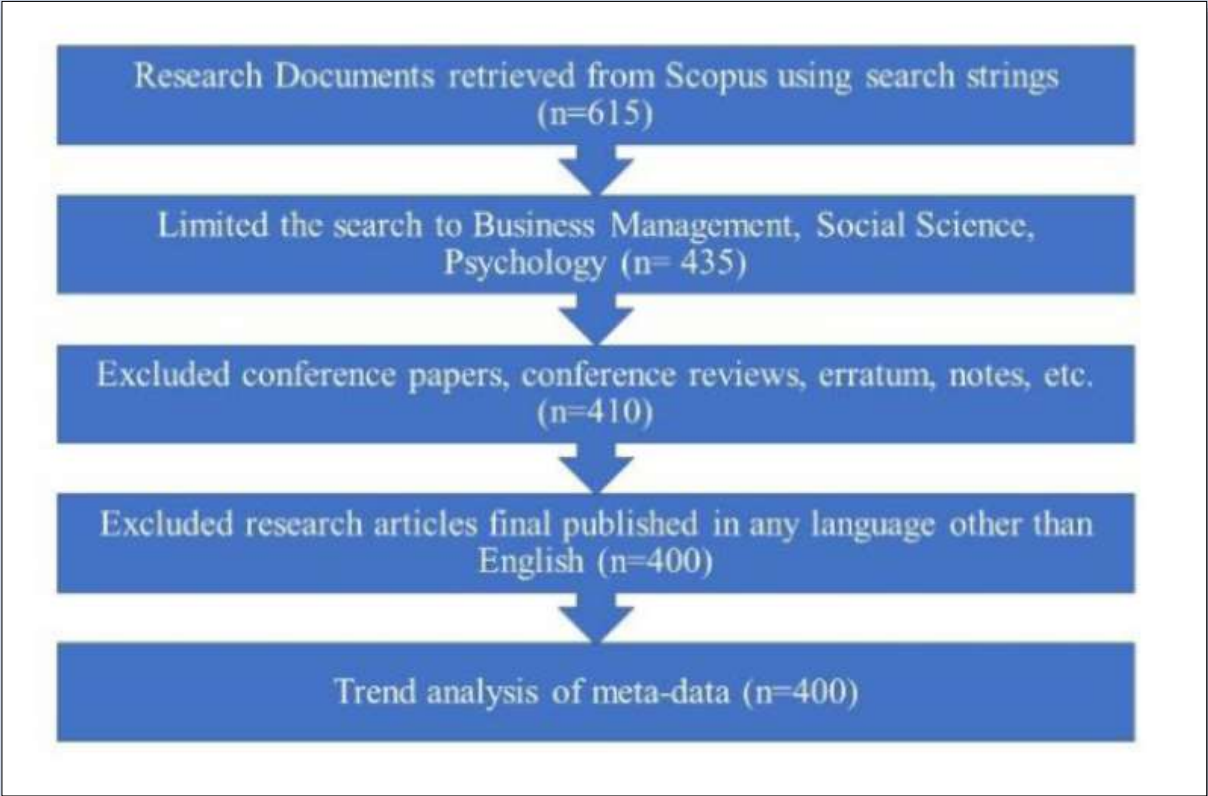 Research Documents retrieved from Scopus using search strings
(n=615)
Limited the search to Business Management, Social Science,
Psychology (n= 435)
Excluded conference papers, conference reviews, erratum, notes, etc.
(n=410)
Excluded research articles final published in any language other than
English (n=400)
Trend analysis of meta-data (n=400)